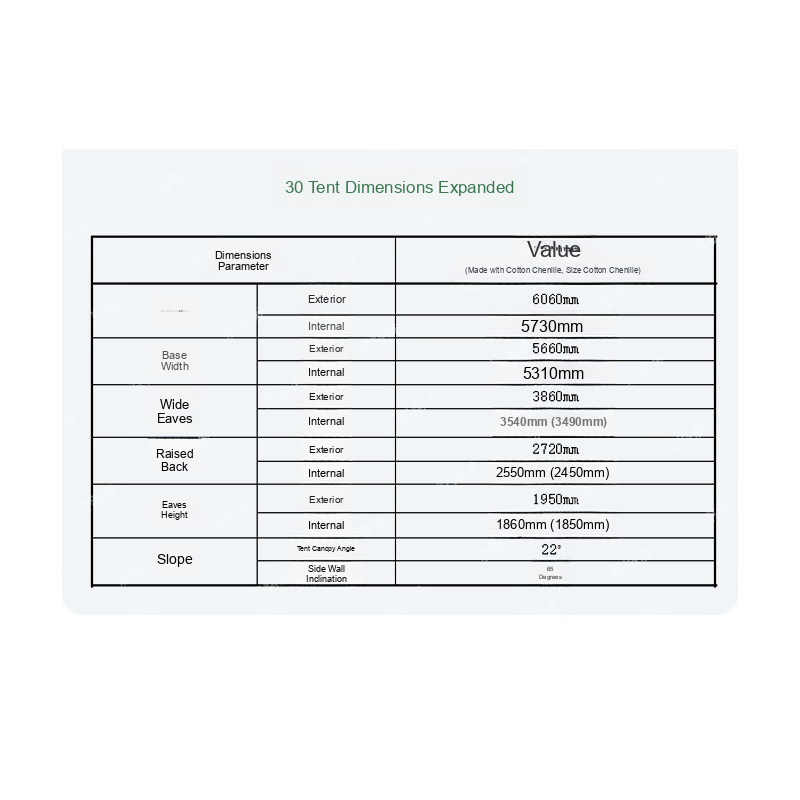 30 Tent Dimensions Expanded
Dimensions
Parameter
Value
(Made with Cotton Chenille, Size Cotton Chenille)
Exterior
6060mm
Internal
5730mm
Base
Width
Exterior
5660mm
Internal
5310mm
Wide
Eaves
Exterior
3860mm
Internal
3540mm (3490mm)
Raised
Back
Exterior
2720mm
Internal
2550mm (2450mm)
Eaves
Height
Exterior
1950mm
Internal
1860mm (1850mm)
Slope
Tent Canopy Angle
22°
Side Wall
Inclination
65
Degrees